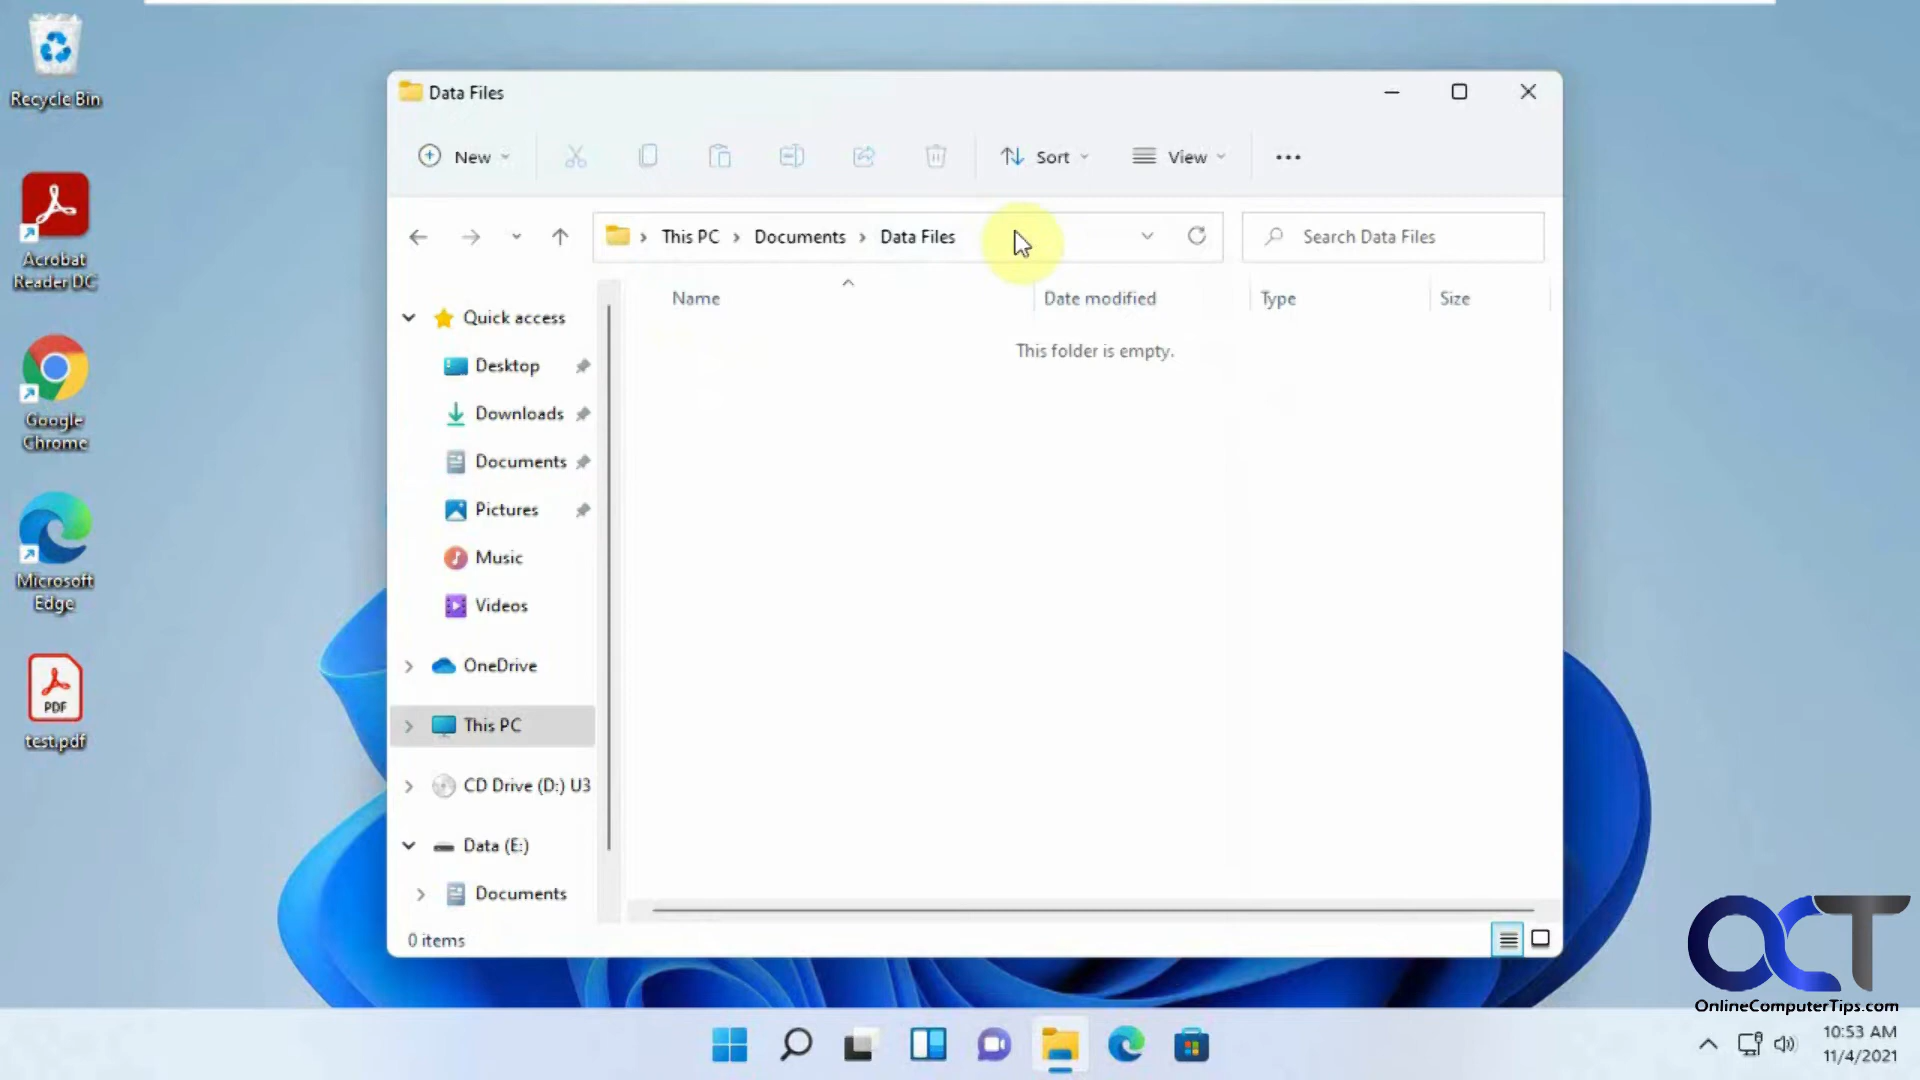 Recycle Bin
Acrobat
Reader DC
Google
Chrome
Microsoft
Edge
PDF
test.pdf
Data Files
New
Sort
View
This PC
Documents
Data Files
Search Data Files
Name
Date modified
Type
Size
This folder is empty.
Quick access
Desktop
Downloads
Documents
Pictures
Music
Videos
OneDrive
This PC
CD Drive (D:) U3
Data (E:)
Documents
0 items
OCT
OnlineComputerTips.com
10:53 AM
11/4/2021